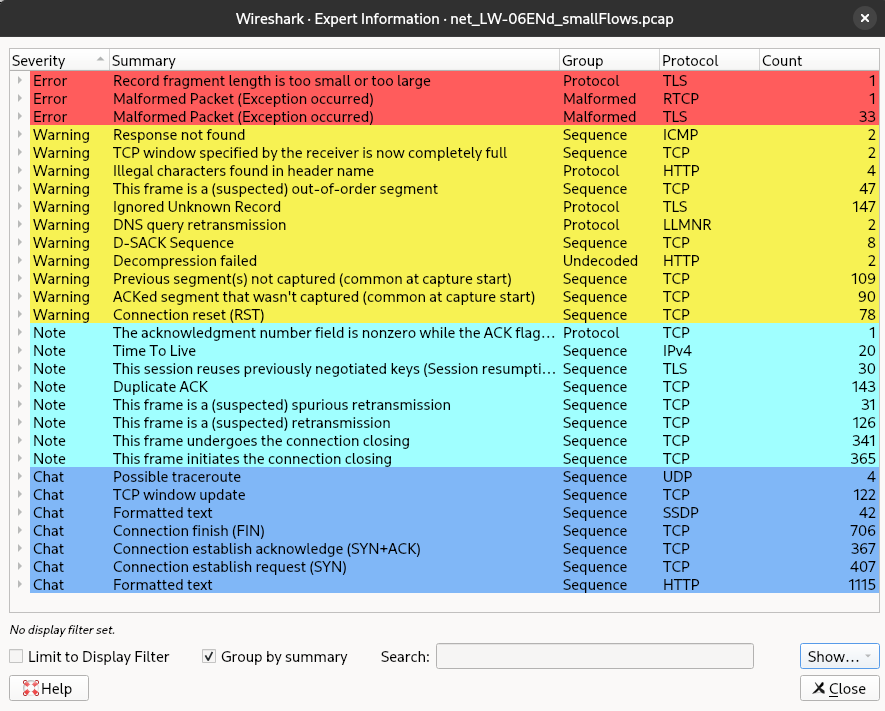 Wireshark · Expert Information · net_LW-06ENd_smallFlows.pcap
Severity Summary Group Protocol Count
Error Record fragment length is too small or too large Protocol TLS 1
Error Malformed Packet (Exception occurred) Malformed RTCP 1
Error Malformed Packet (Exception occurred) Malformed TLS 33
Warning Response not found Sequence ICMP 2
Warning TCP window specified by the receiver is now completely full Sequence TCP 2
Warning Illegal characters found in header name Protocol HTTP 4
Warning This frame is a (suspected) out-of-order segment Sequence TCP 47
Warning Ignored Unknown Record Protocol TLS 147
Warning DNS query retransmission Protocol LLMNR 2
Warning D-SACK Sequence Sequence TCP 8
Warning Decompression failed Undecoded HTTP 2
Warning Previous segment(s) not captured (common at capture start) Sequence TCP 109
Warning ACKed segment that wasn't captured (common at capture start) Sequence TCP 90
Warning Connection reset (RST) Sequence TCP 78
Note The acknowledgment number field is nonzero while the ACK flag… Protocol TCP 1
Note Time To Live Sequence IPv4 20
Note This session reuses previously negotiated keys (Session resumpti… Sequence TLS 30
Note Duplicate ACK Sequence TCP 143
Note This frame is a (suspected) spurious retransmission Sequence TCP 31
Note This frame is a (suspected) retransmission Sequence TCP 126
Note This frame undergoes the connection closing Sequence TCP 341
Note This frame initiates the connection closing Sequence TCP 365
Chat Possible traceroute Sequence UDP 4
Chat TCP window update Sequence TCP 122
Chat Formatted text Sequence SSDP 42
Chat Connection finish (FIN) Sequence TCP 706
Chat Connection establish acknowledge (SYN+ACK) Sequence TCP 367
Chat Connection establish request (SYN) Sequence TCP 407
Chat Formatted text Sequence HTTP 1115
No display filter set.
Limit to Display Filter Group by summary Search: Show…
Help Close